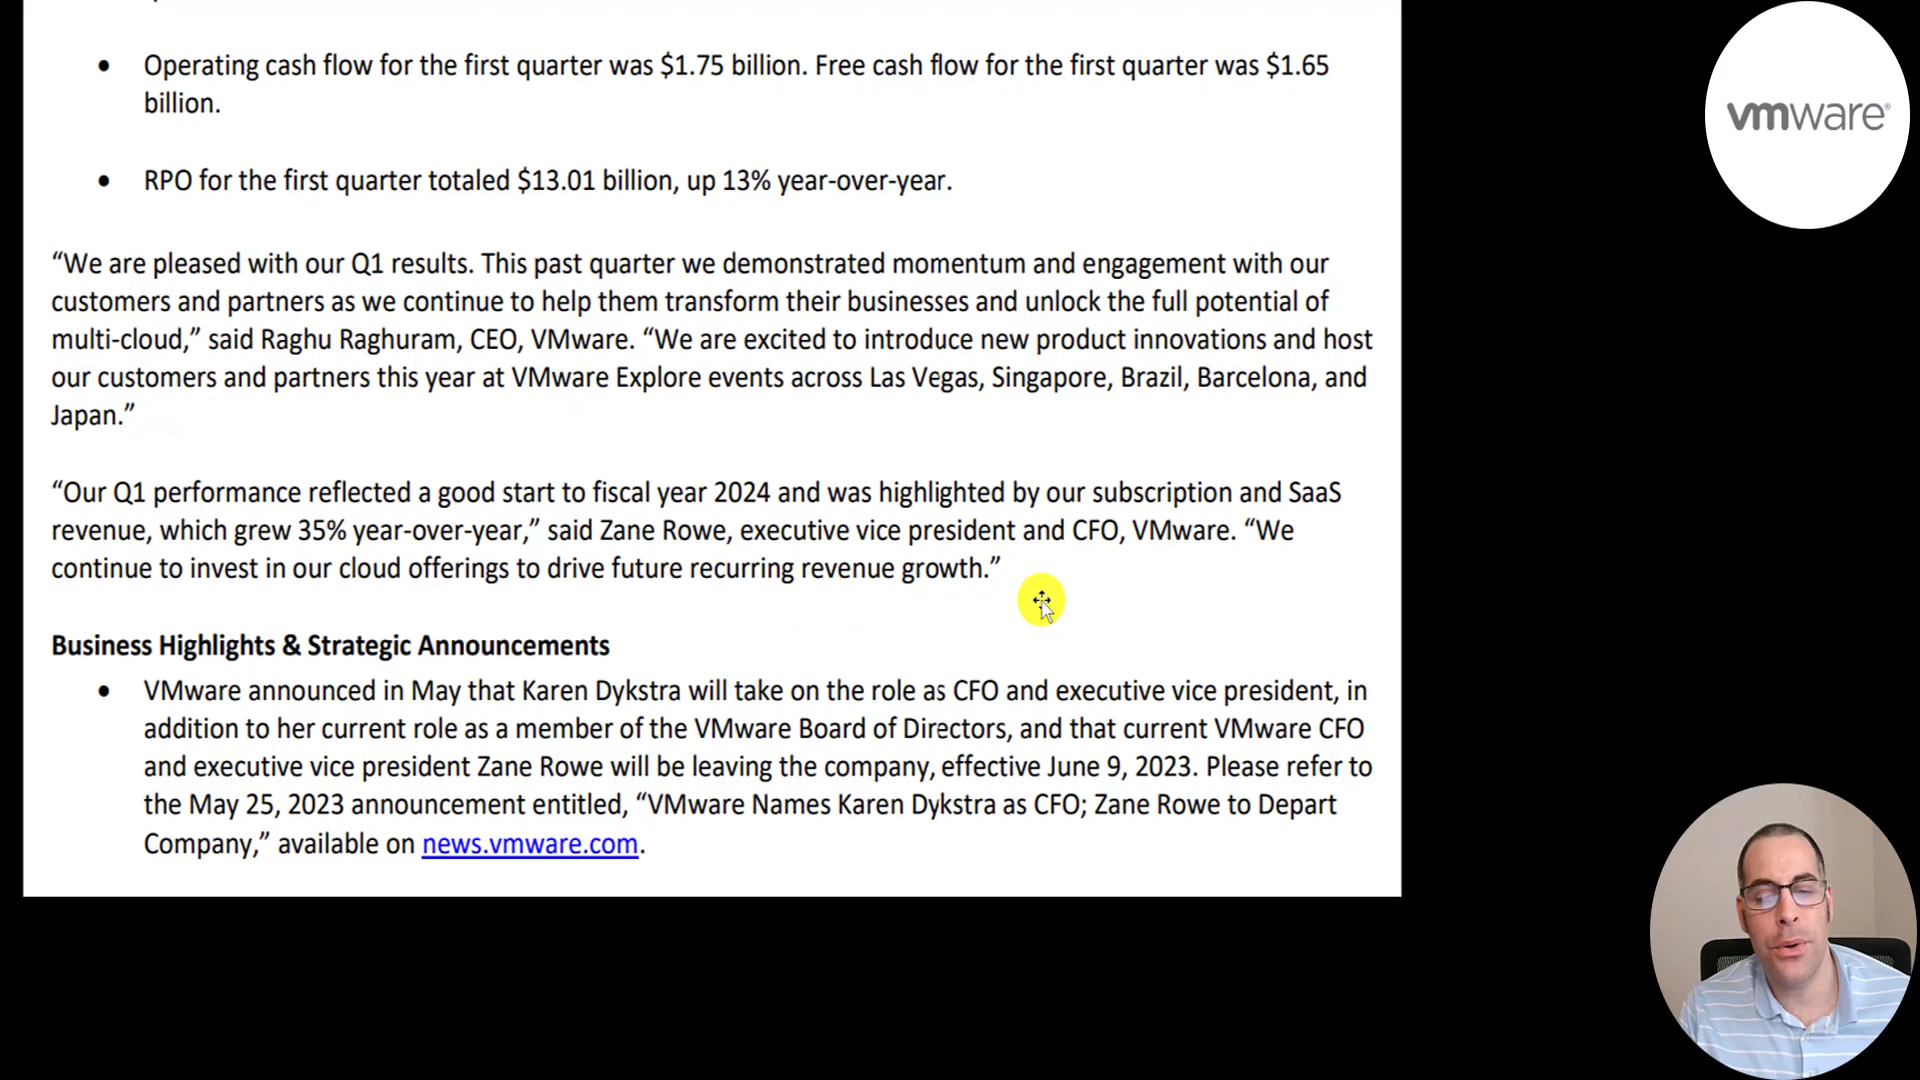 • Operating cash flow for the first quarter was $1.75 billion. Free cash flow for the first quarter was $1.65
billion.
• RPO for the first quarter totaled $13.01 billion, up 13% year-over-year.
“We are pleased with our Q1 results. This past quarter we demonstrated momentum and engagement with our
customers and partners as we continue to help them transform their businesses and unlock the full potential of
multi-cloud,” said Raghu Raghuram, CEO, VMware. “We are excited to introduce new product innovations and host
our customers and partners this year at VMware Explore events across Las Vegas, Singapore, Brazil, Barcelona, and
Japan.”
“Our Q1 performance reflected a good start to fiscal year 2024 and was highlighted by our subscription and SaaS
revenue, which grew 35% year-over-year,” said Zane Rowe, executive vice president and CFO, VMware. “We
continue to invest in our cloud offerings to drive future recurring revenue growth.”
Business Highlights & Strategic Announcements
• VMware announced in May that Karen Dykstra will take on the role as CFO and executive vice president, in
addition to her current role as a member of the VMware Board of Directors, and that current VMware CFO
and executive vice president Zane Rowe will be leaving the company, effective June 9, 2023. Please refer to
the May 25, 2023 announcement entitled, “VMware Names Karen Dykstra as CFO; Zane Rowe to Depart
Company,” available on news.vmware.com.
vmware®